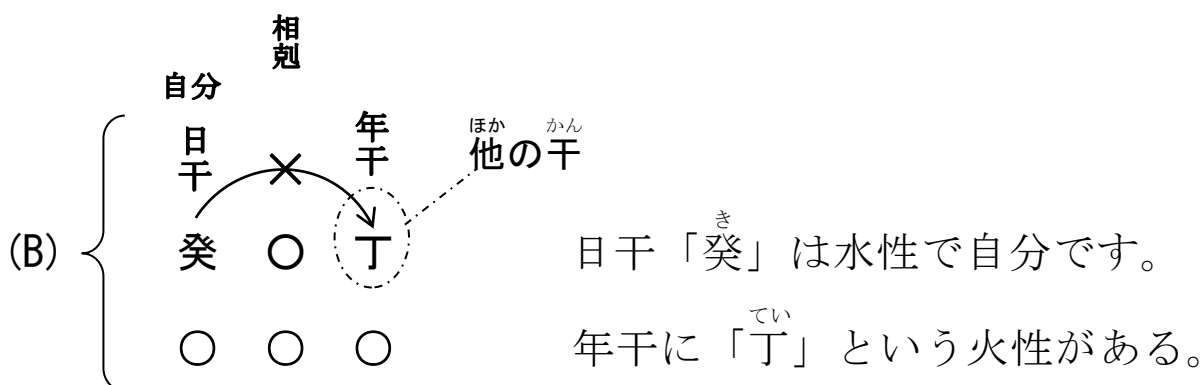 相剋
自分
日干
年干
ほか かん
他の干
(B)
癸 ○ 丁
○ ○ ○
き
日干「癸」は水性で自分です。
てい
年干に「丁」という火性がある。